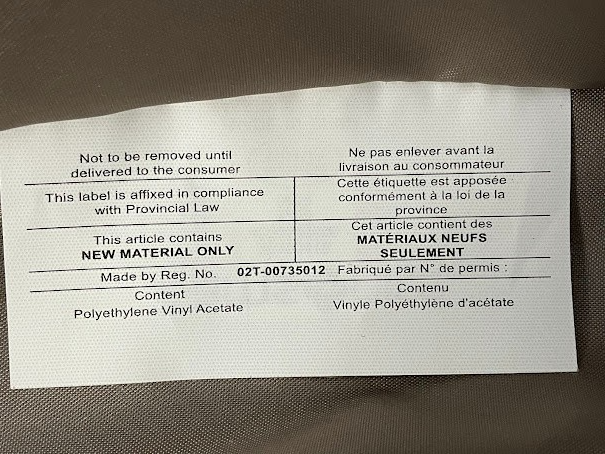 Not to be removed until
delivered to the consumer
Ne pas enlever avant la
livraison au consommateur
This label is affixed in compliance
with Provincial Law
Cette étiquette est apposée
conformément à la loi de la
province
This article contains
NEW MATERIAL ONLY
Cet article contient des
MATÉRIAUX NEUFS
SEULEMENT
Made by Reg. No. 02T-00735012 Fabriqué par N° de permis :
Content
Polyethylene Vinyl Acetate
Contenu
Vinyle Polyéthylène d'acétate